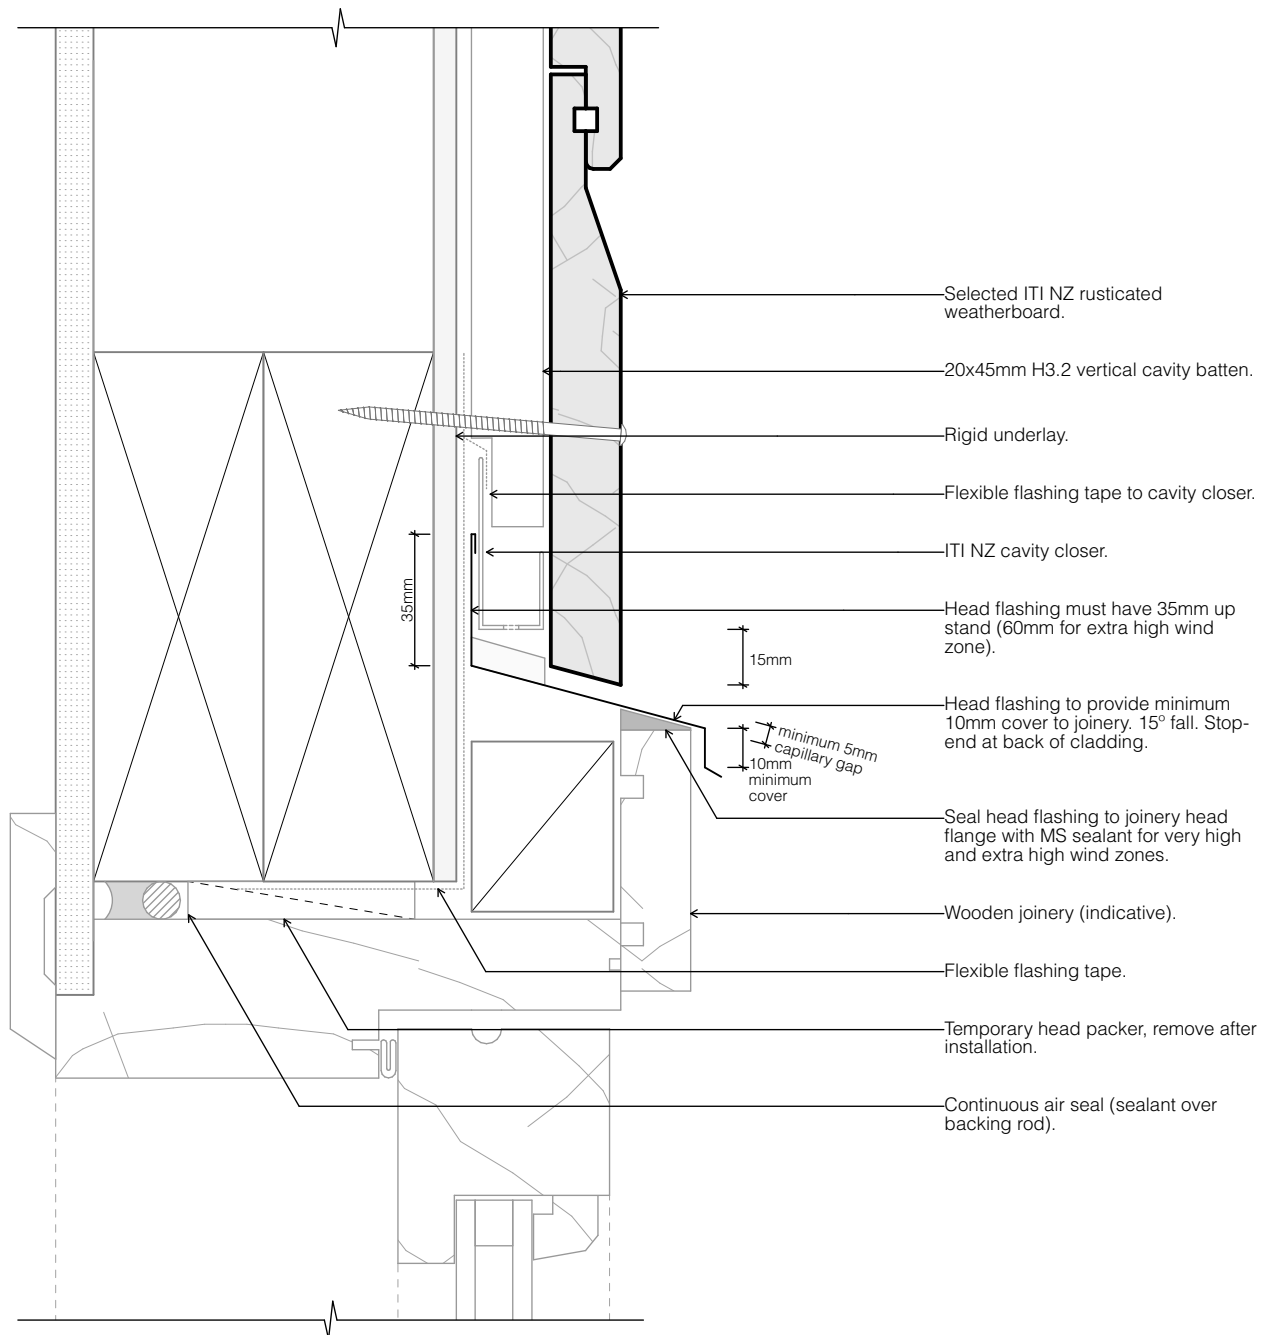 Selected ITI NZ rusticated
weatherboard.
20x45mm H3.2 vertical cavity batten.
Rigid underlay.
Flexible flashing tape to cavity closer.
ITI NZ cavity closer.
35mm
Head flashing must have 35mm up
stand (60mm for extra high wind
zone).
15mm
Head flashing to provide minimum
10mm cover to joinery. 15° fall. Stop-
end at back of cladding.
minimum 5mm
capillary gap
10mm
minimum
cover
Seal head flashing to joinery head
flange with MS sealant for very high
and extra high wind zones.
Wooden joinery (indicative).
Flexible flashing tape.
Temporary head packer, remove after
installation.
Continuous air seal (sealant over
backing rod).